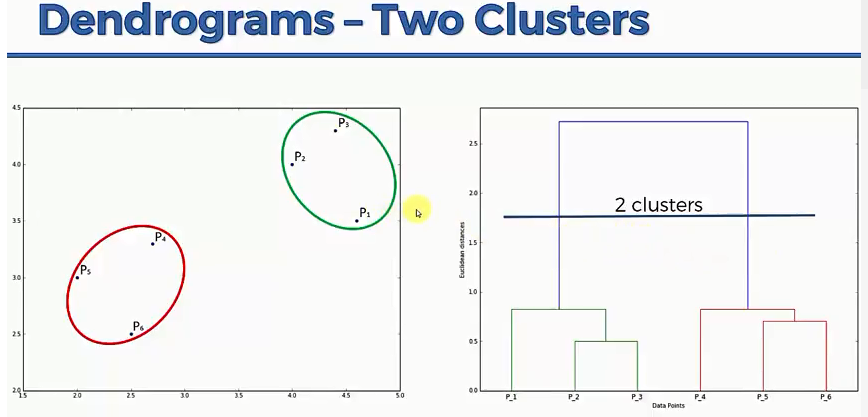 Dendrograms – Two Clusters
4.5
4.0
3.5
3.0
2.5
2.0
1.5 2.0 2.5 3.0 3.5 4.0 4.5 5.0
P₃
P₂
P₁
P₄
P₅
P₆
2.5
2.0
1.5
1.0
0.5
0.0
Euclidean distances
2 clusters
P_1 P_2 P_3 P_4 P_5 P_6
Data Points